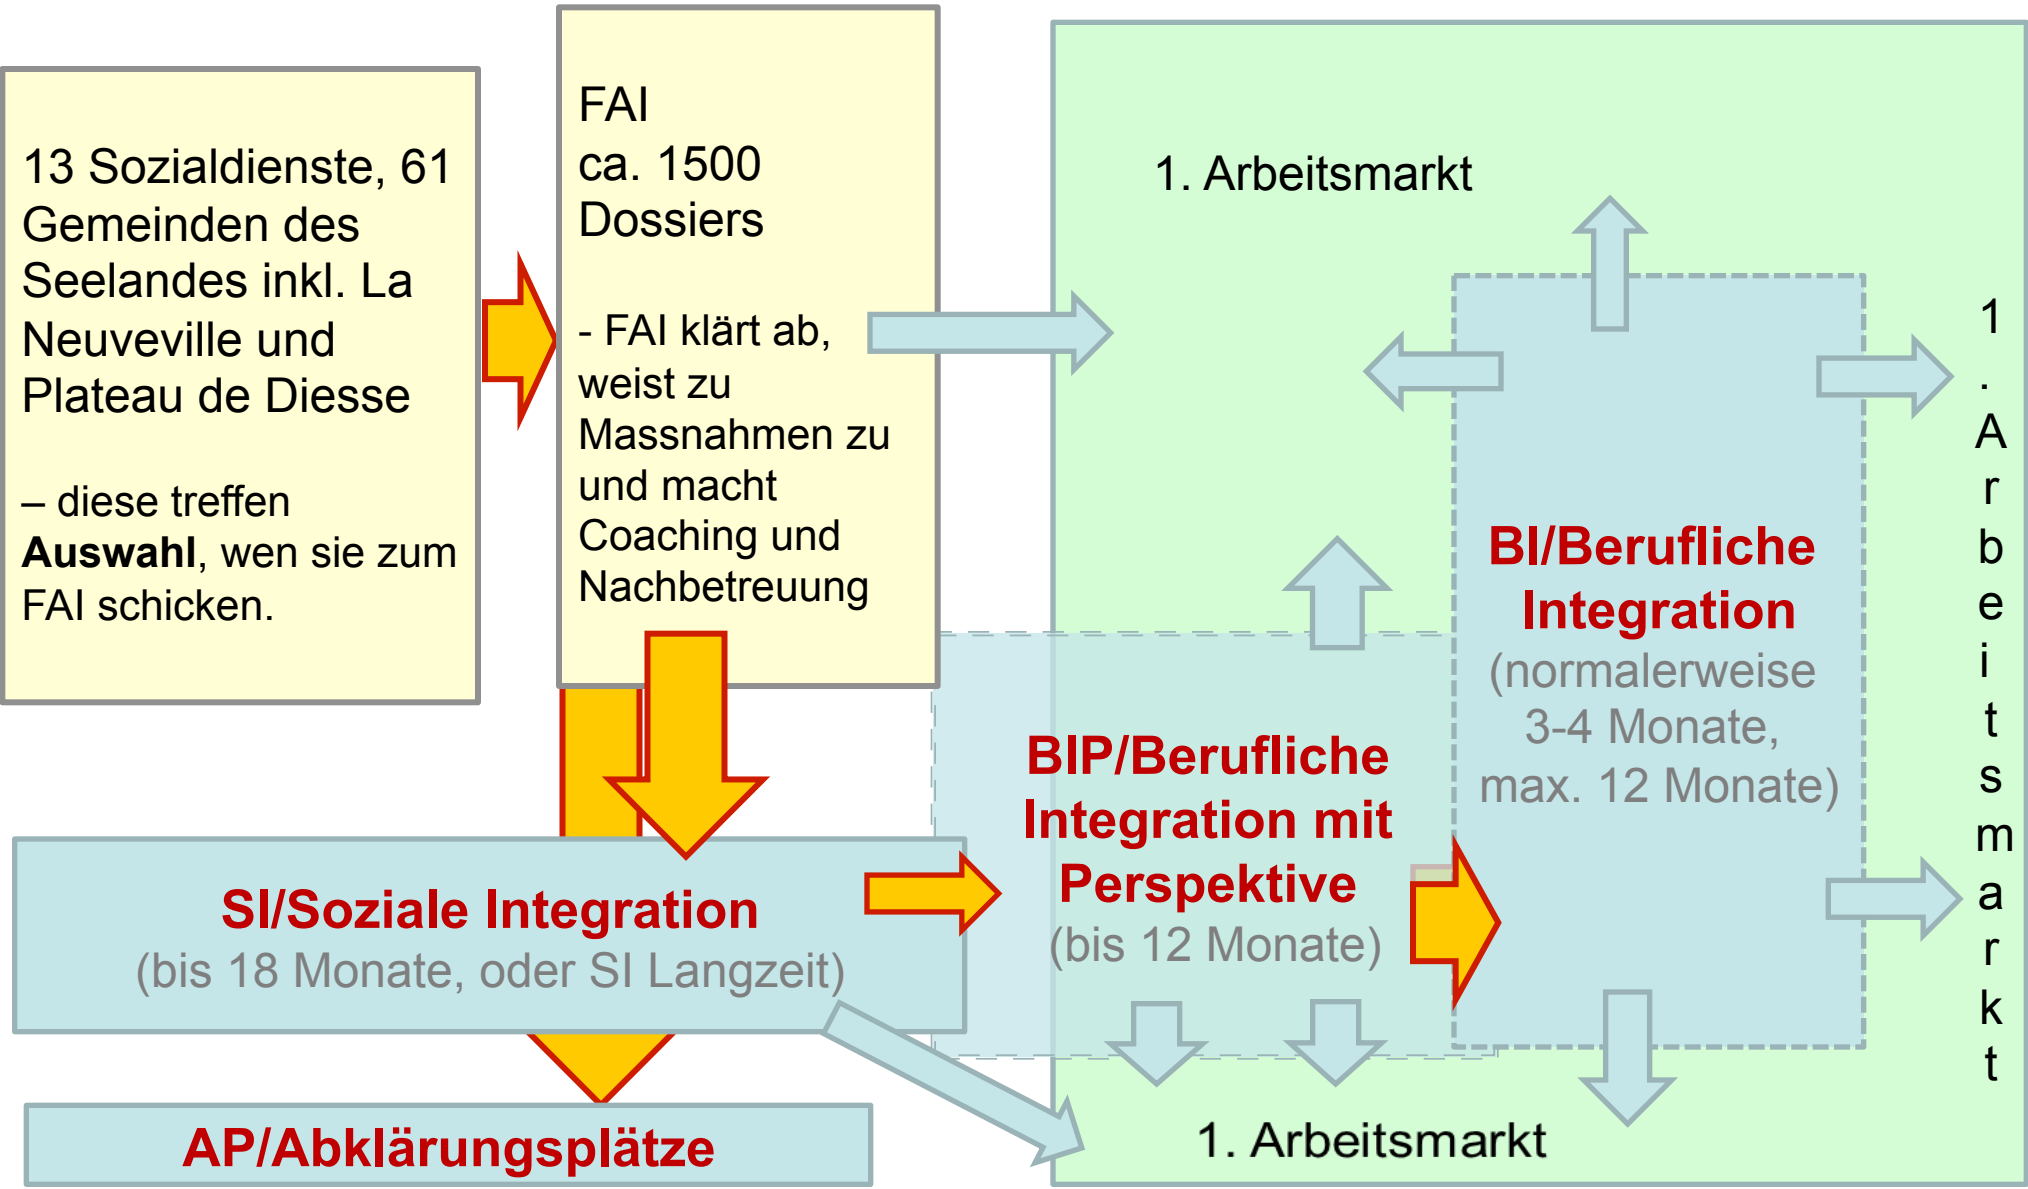 13 Sozialdienste, 61
Gemeinden des
Seelandes inkl. La
Neuveville und
Plateau de Diesse
– diese treffen
Auswahl, wen sie zum
FAI schicken.
FAI
ca. 1500
Dossiers
- FAI klärt ab,
weist zu
Massnahmen zu
und macht
Coaching und
Nachbetreuung
1. Arbeitsmarkt
BI/Berufliche
Integration
(normalerweise
3-4 Monate,
max. 12 Monate)
1. Arbeitsmarkt
BIP/Berufliche
Integration mit
Perspektive
(bis 12 Monate)
SI/Soziale Integration
(bis 18 Monate, oder SI Langzeit)
AP/Abklärungsplätze
1. Arbeitsmarkt